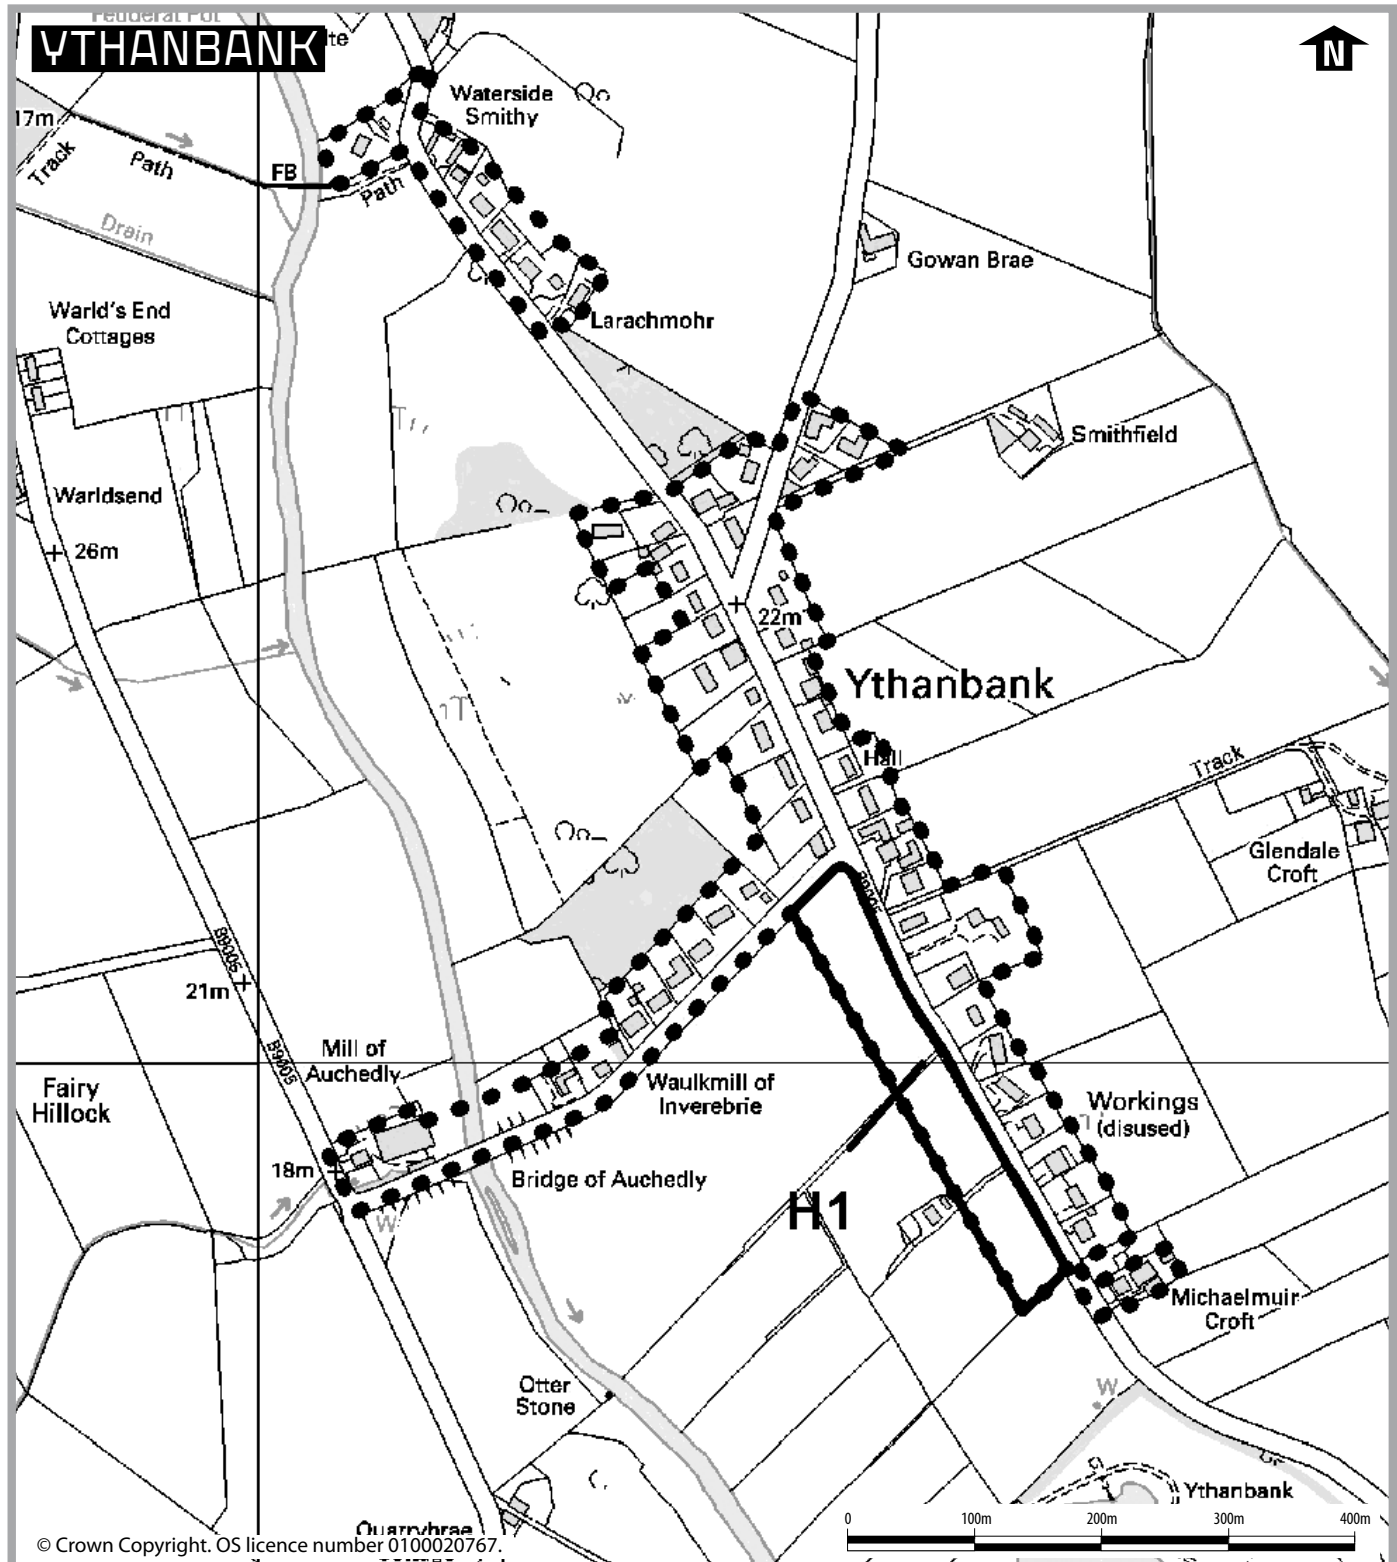 YTHANBANK
N
Waterside
Smithy
17m
Track
Path
FB
Path
Drain
Gowan Brae
Warld's End
Cottages
Larachmohr
Smithfield
Warldsend
26m
22m
Ythanbank
Hall
Track
Glendale
Croft
B9005
B9005
21m
Mill of
Auchedly
B9005
Fairy
Hillock
Waulkmill of
Inverebrie
Workings
(disused)
18m
Bridge of Auchedly
H1
W
Michaelmuir
Croft
Otter
Stone
W
Ythanbank
Quarrybrae
0 100m 200m 300m 400m
© Crown Copyright. OS licence number 0100020767.